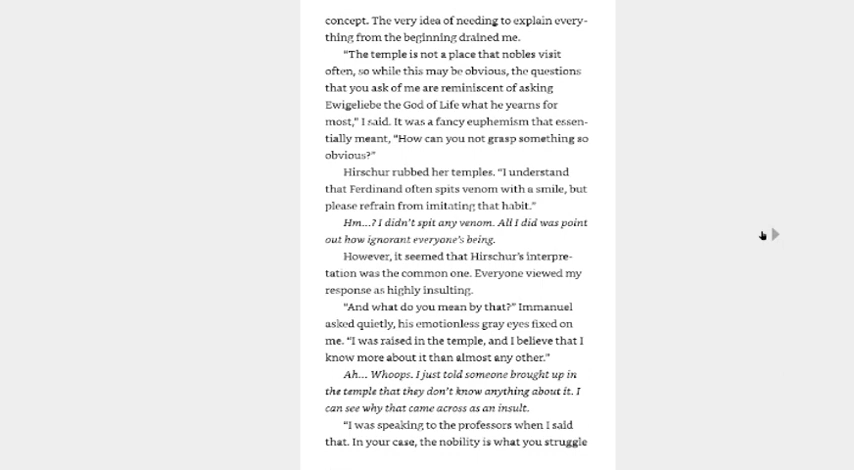 concept. The very idea of needing to explain every-
thing from the beginning drained me.
“The temple is not a place that nobles visit
often, so while this may be obvious, the questions
that you ask of me are reminiscent of asking
Ewigeliebe the God of Life what he yearns for
most,” I said. It was a fancy euphemism that essen-
tially meant, “How can you not grasp something so
obvious?”
Hirschur rubbed her temples. “I understand
that Ferdinand often spits venom with a smile, but
please refrain from imitating that habit.”
Hm...? I didn’t spit any venom. All I did was point
out how ignorant everyone’s being.
However, it seemed that Hirschur’s interpre-
tation was the common one. Everyone viewed my
response as highly insulting.
“And what do you mean by that?” Immanuel
asked quietly, his emotionless gray eyes fixed on
me. “I was raised in the temple, and I believe that I
know more about it than almost any other.”
Ah... Whoops. I just told someone brought up in
the temple that they don’t know anything about it. I
can see why that came across as an insult.
“I was speaking to the professors when I said
that. In your case, the nobility is what you struggle